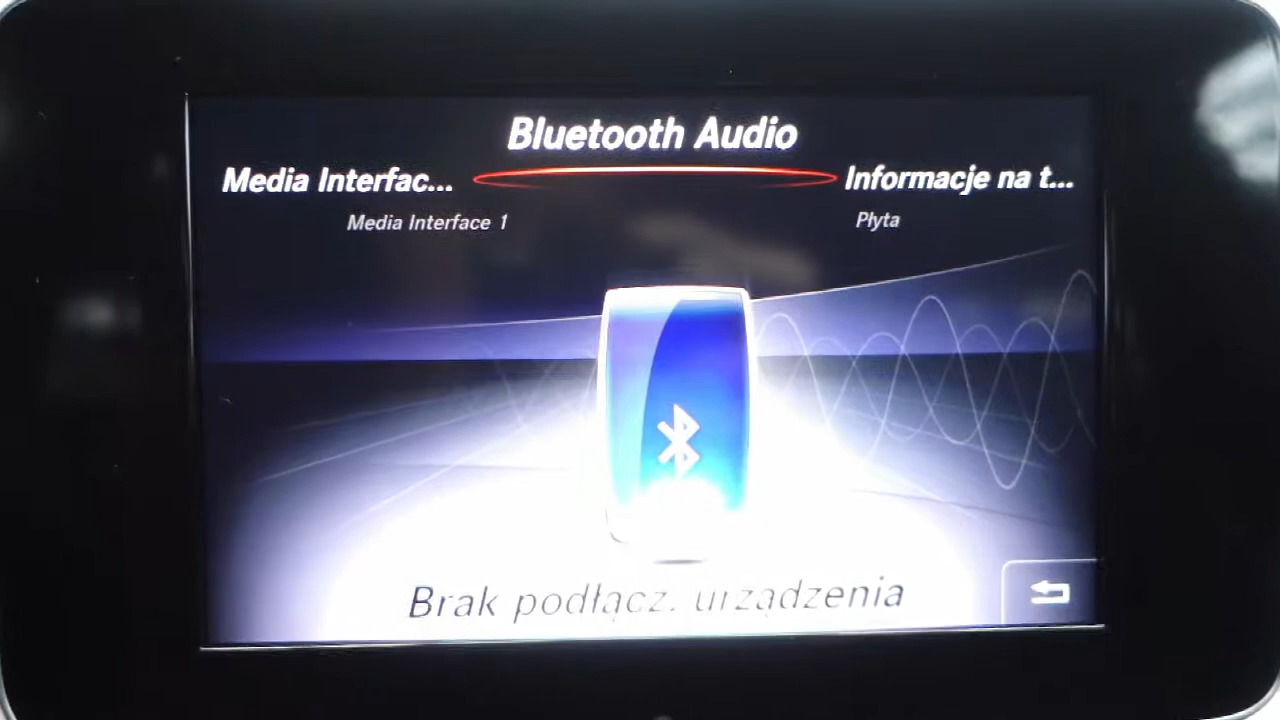 Bluetooth Audio
Media Interfac...
Informacje na t...
Media Interface 1
Płyta
Brak podłącz. urządzenia